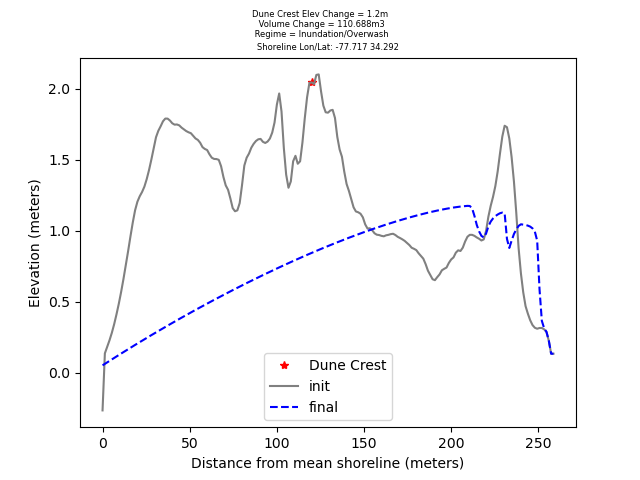 Dune Crest Elev Change = 1.2m
Volume Change = 110.688m3
Regime = Inundation/Overwash
Shoreline Lon/Lat: -77.717 34.292
2.0
1.5
1.0
0.5
0.0
Elevation (meters)
Dune Crest
init
final
0 50 100 150 200 250
Distance from mean shoreline (meters)